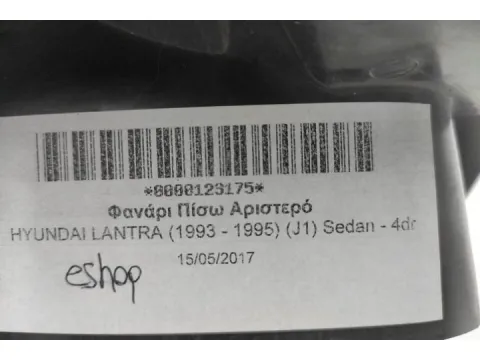 *0000123175*
Φανάρι Πίσω Αριστερό
HYUNDAI LANTRA (1993 - 1995) (J1) Sedan - 4dr
15/05/2017
eshop